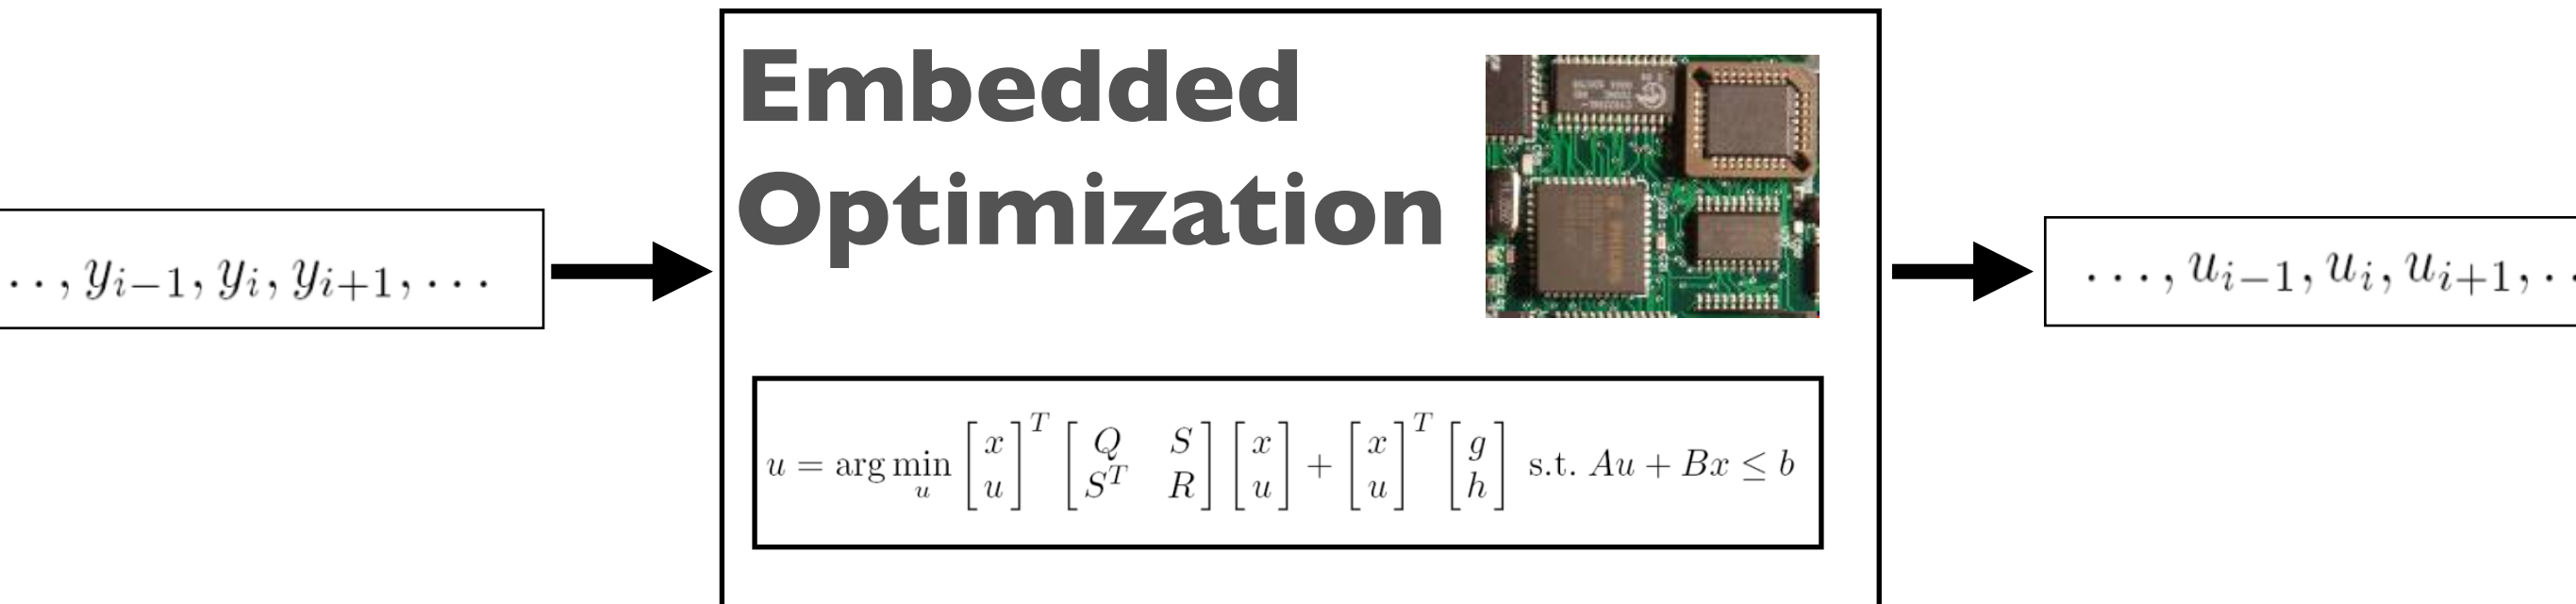 . . , y_{i−1}, y_i, y_{i+1}, . . .
Embedded
Optimization
u = arg min_u [x u]^T [Q S S^T R] [x u] + [x u]^T [g h] s.t. Au + Bx ≤ b
. . . , u_{i−1}, u_i, u_{i+1}, . .